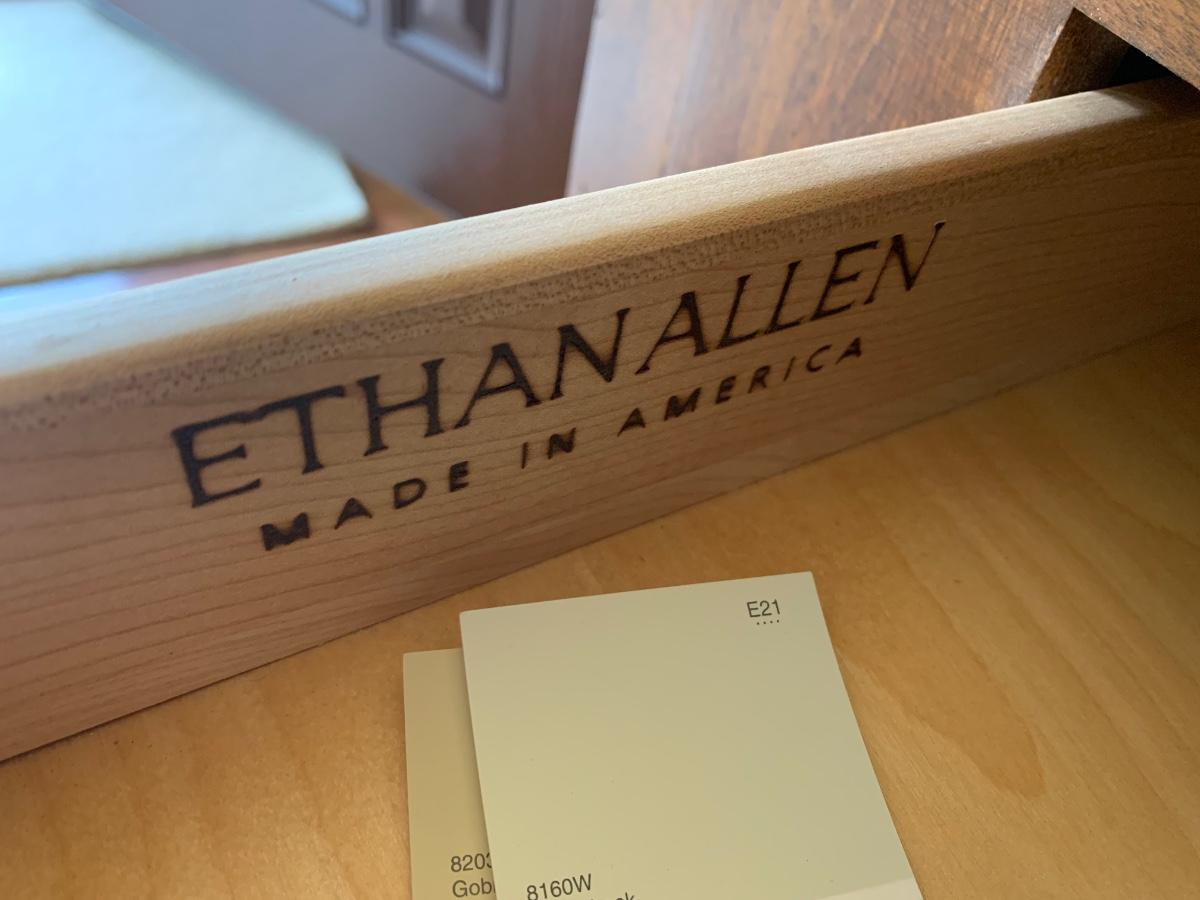 ETHAN ALLEN
MADE IN AMERICA
E21
8203
8160W